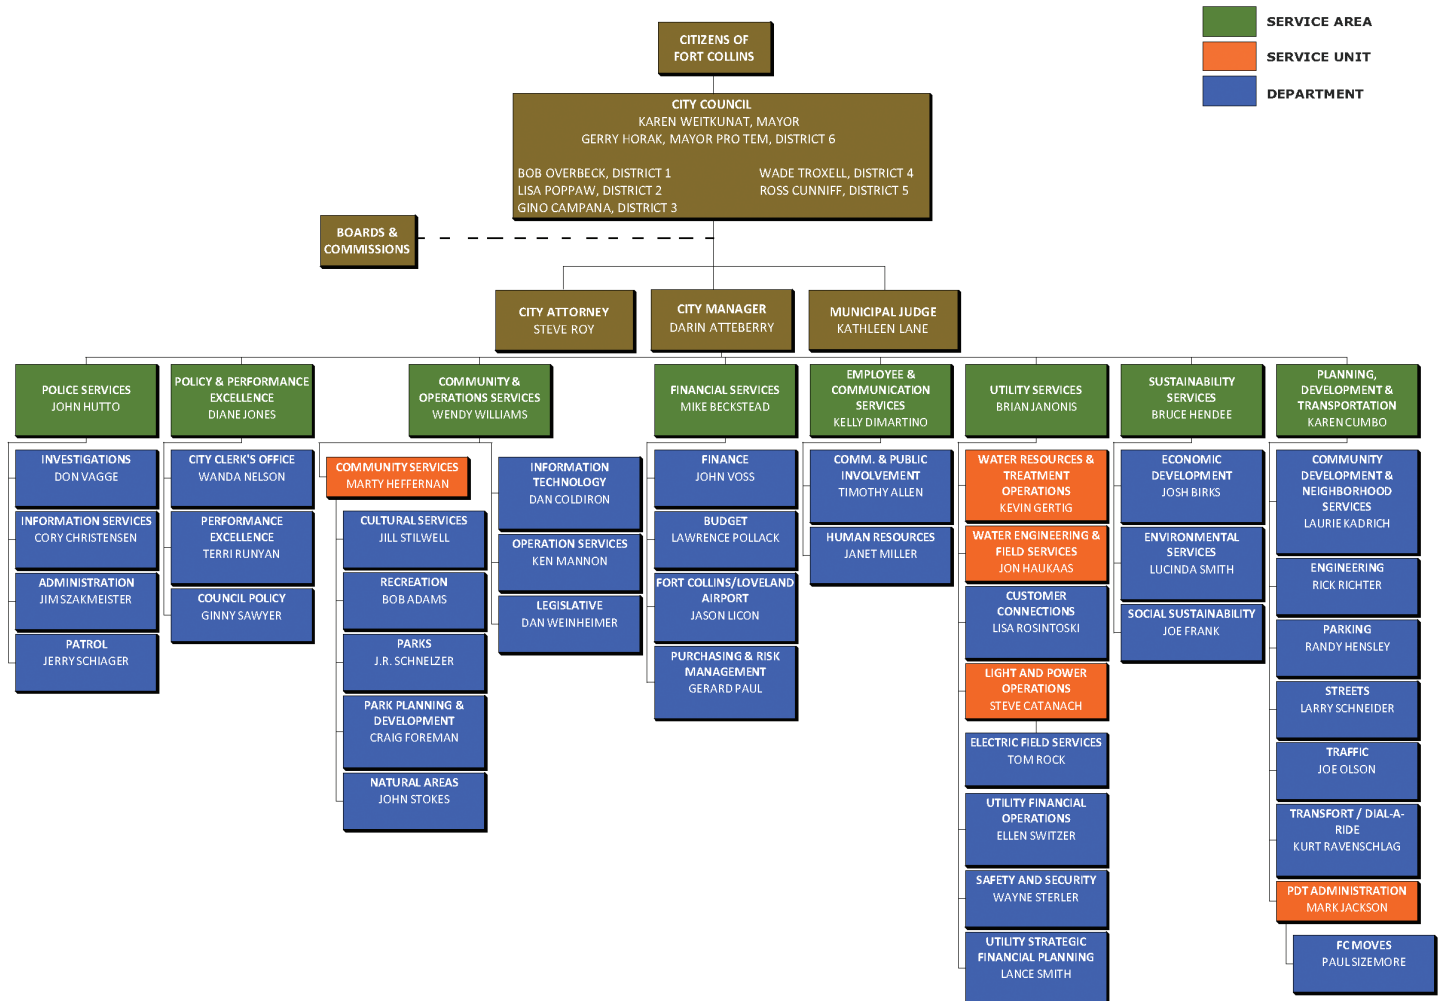 SERVICE AREA
SERVICE UNIT
DEPARTMENT
CITIZENS OF
FORT COLLINS
CITY COUNCIL
KAREN WEITKUNAT, MAYOR
GERRY HORAK, MAYOR PRO TEM, DISTRICT 6
BOB OVERBECK, DISTRICT 1
LISA POPPAW, DISTRICT 2
GINO CAMPANA, DISTRICT 3
WADE TROXELL, DISTRICT 4
ROSS CUNNIFF, DISTRICT 5
BOARDS &
COMMISSIONS
CITY ATTORNEY
STEVE ROY
CITY MANAGER
DARIN ATTEBERRY
MUNICIPAL JUDGE
KATHLEEN LANE
POLICE SERVICES
JOHN HUTTO
INVESTIGATIONS
DON VAGGE
INFORMATION SERVICES
CORY CHRISTENSEN
ADMINISTRATION
JIM SZAKMEISTER
PATROL
JERRY SCHIAGER
POLICY & PERFORMANCE
EXCELLENCE
DIANE JONES
CITY CLERK'S OFFICE
WANDA NELSON
PERFORMANCE
EXCELLENCE
TERRI RUNYAN
COUNCIL POLICY
GINNY SAWYER
COMMUNITY &
OPERATIONS SERVICES
WENDY WILLIAMS
COMMUNITY SERVICES
MARTY HEFFERNAN
CULTURAL SERVICES
JILL STILWELL
RECREATION
BOB ADAMS
PARKS
J.R. SCHNELZER
PARK PLANNING &
DEVELOPMENT
CRAIG FOREMAN
NATURAL AREAS
JOHN STOKES
INFORMATION
TECHNOLOGY
DAN COLDIRON
OPERATION SERVICES
KEN MANNON
LEGISLATIVE
DAN WEINHEIMER
FINANCIAL SERVICES
MIKE BECKSTEAD
FINANCE
JOHN VOSS
BUDGET
LAWRENCE POLLACK
FORT COLLINS/LOVELAND
AIRPORT
JASON LICON
PURCHASING & RISK
MANAGEMENT
GERARD PAUL
EMPLOYEE &
COMMUNICATION
SERVICES
KELLY DIMARTINO
COMM. & PUBLIC
INVOLVEMENT
TIMOTHY ALLEN
HUMAN RESOURCES
JANET MILLER
UTILITY SERVICES
BRIAN JANONIS
WATER RESOURCES &
TREATMENT
OPERATIONS
KEVIN GERTIG
WATER ENGINEERING &
FIELD SERVICES
JON HAUKAAS
CUSTOMER
CONNECTIONS
LISA ROSINTOSKI
LIGHT AND POWER
OPERATIONS
STEVE CATANACH
ELECTRIC FIELD SERVICES
TOM ROCK
UTILITY FINANCIAL
OPERATIONS
ELLEN SWITZER
SAFETY AND SECURITY
WAYNE STERLER
UTILITY STRATEGIC
FINANCIAL PLANNING
LANCE SMITH
SUSTAINABILITY
SERVICES
BRUCE HENDEE
ECONOMIC
DEVELOPMENT
JOSH BIRKS
ENVIRONMENTAL
SERVICES
LUCINDA SMITH
SOCIAL SUSTAINABILITY
JOE FRANK
PLANNING,
DEVELOPMENT &
TRANSPORTATION
KAREN CUMBO
COMMUNITY
DEVELOPMENT &
NEIGHBORHOOD
SERVICES
LAURIE KADRICH
ENGINEERING
RICK RICHTER
PARKING
RANDY HENSLEY
STREETS
LARRY SCHNEIDER
TRAFFIC
JOE OLSON
TRANSFORT / DIAL-A-
RIDE
KURT RAVENSCHLAG
PDT ADMINISTRATION
MARK JACKSON
FC MOVES
PAUL SIZEMORE